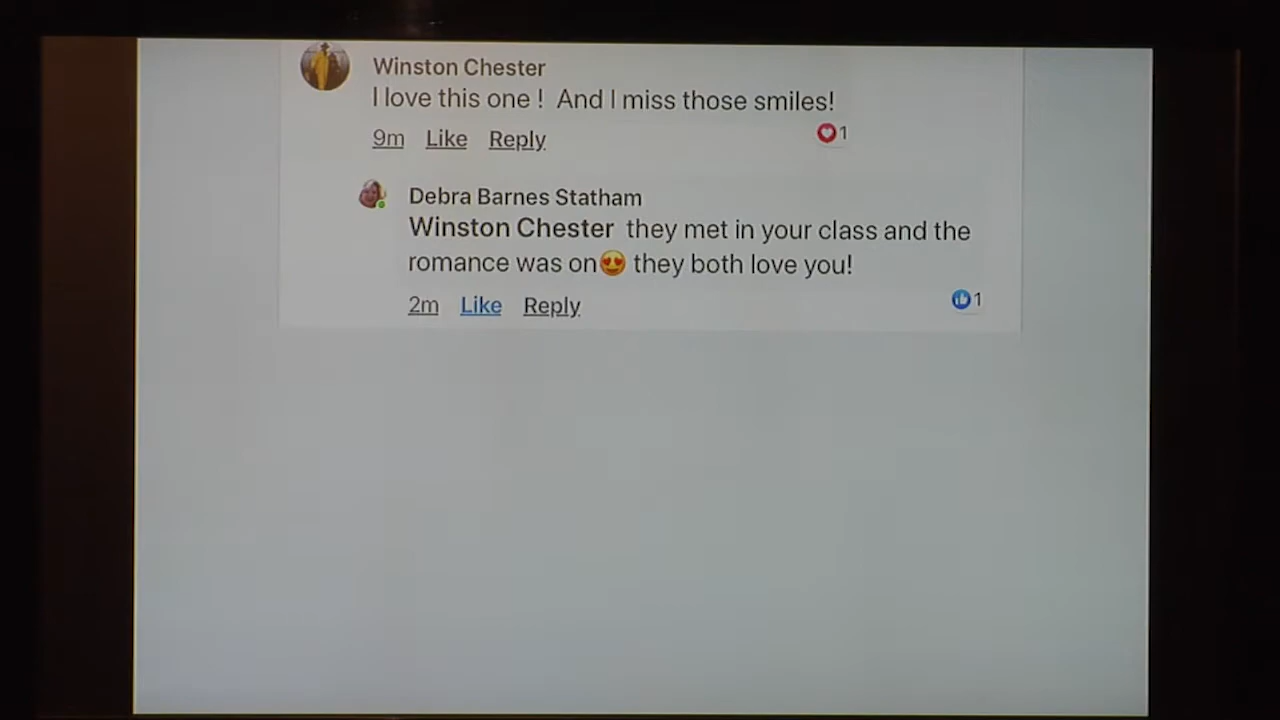 Winston Chester
I love this one ! And I miss those smiles!
9m Like Reply 1
Debra Barnes Statham
Winston Chester they met in your class and the
romance was on😍 they both love you!
2m Like Reply 1